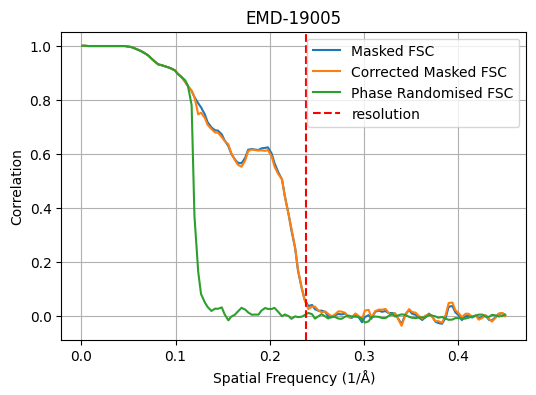 EMD-19005
Masked FSC
Corrected Masked FSC
Phase Randomised FSC
resolution
Correlation
1.0
0.8
0.6
0.4
0.2
0.0
0.0 0.1 0.2 0.3 0.4
Spatial Frequency (1/Å)